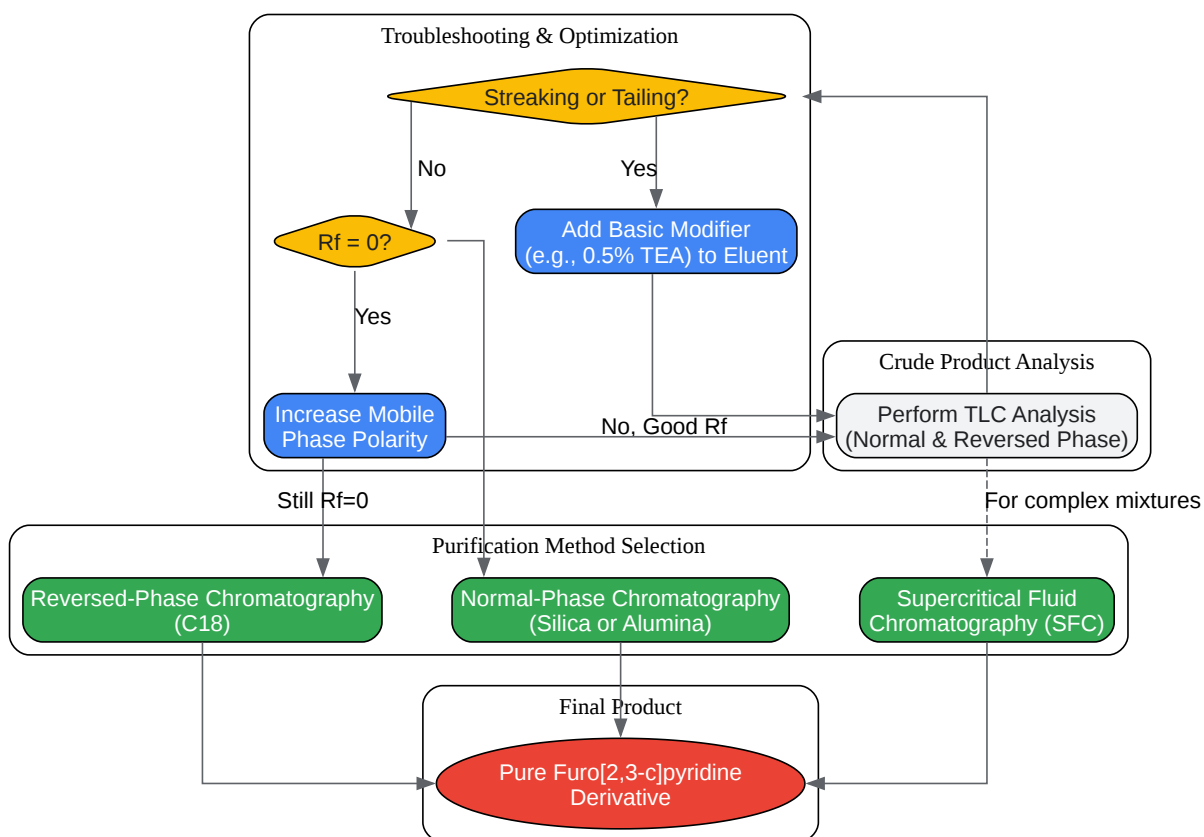 Troubleshooting & Optimization
Streaking or Tailing?
No
Yes
Rf = 0?
Add Basic Modifier
(e.g., 0.5% TEA) to Eluent
Yes
Crude Product Analysis
Increase Mobile
Phase Polarity
No, Good Rf
Perform TLC Analysis
(Normal & Reversed Phase)
Still Rf=0
For complex mixtures
Purification Method Selection
Reversed-Phase Chromatography
(C18)
Normal-Phase Chromatography
(Silica or Alumina)
Supercritical Fluid
Chromatography (SFC)
Final Product
Pure Furo[2,3-c]pyridine
Derivative